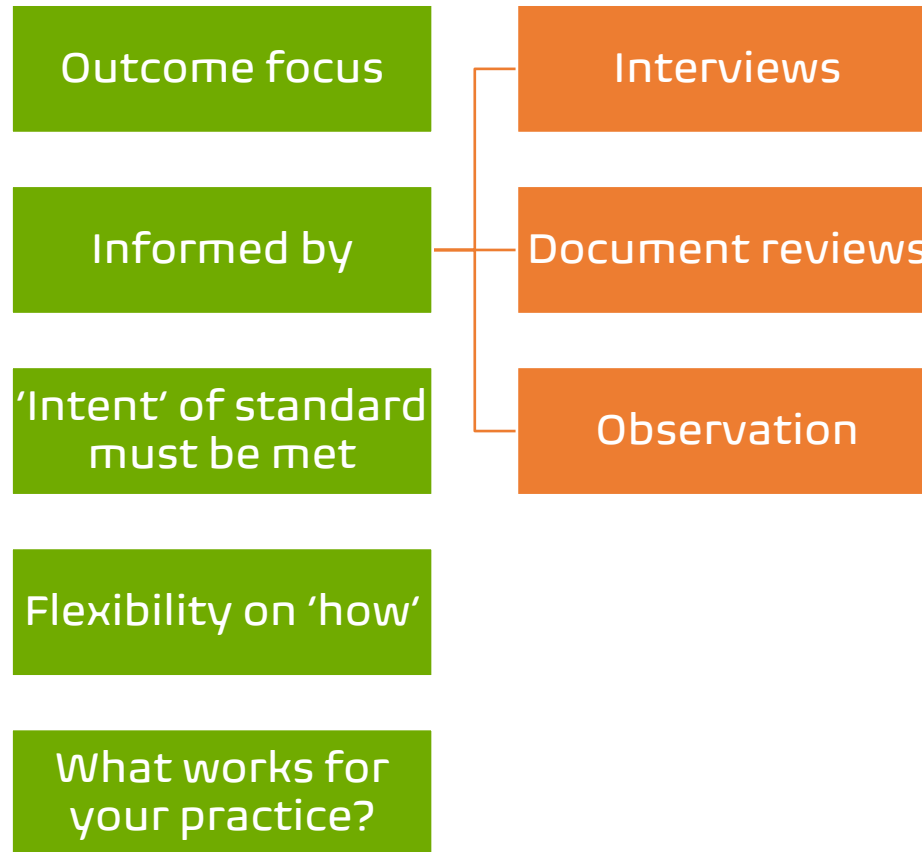 Outcome focus
Informed by
‘Intent’ of standard
must be met
Flexibility on ‘how’
What works for
your practice?
Interviews
Document reviews
Observation